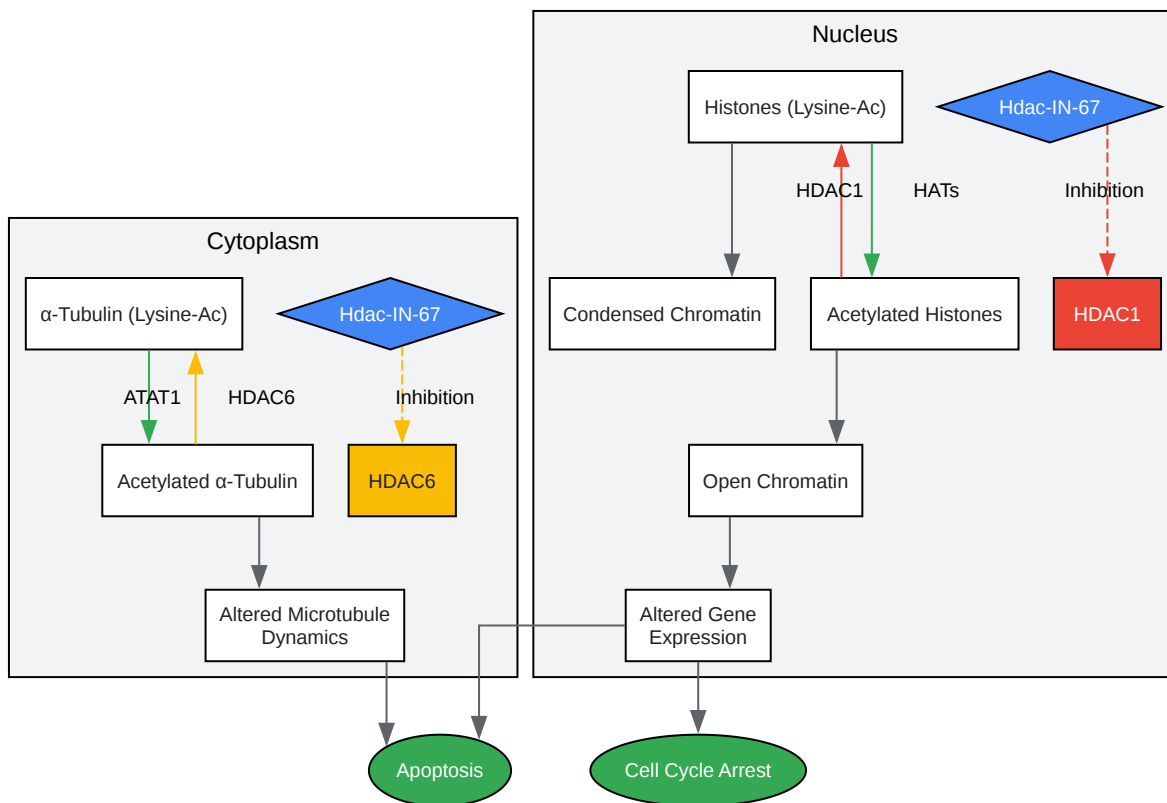 Nucleus
Histones (Lysine-Ac)
Hdac-IN-67
HDAC1
HATs
Inhibition
Condensed Chromatin
Acetylated Histones
HDAC1
Open Chromatin
Altered Gene
Expression
Cytoplasm
α-Tubulin (Lysine-Ac)
Hdac-IN-67
ATAT1
HDAC6
Inhibition
Acetylated α-Tubulin
HDAC6
Altered Microtubule
Dynamics
Apoptosis
Cell Cycle Arrest